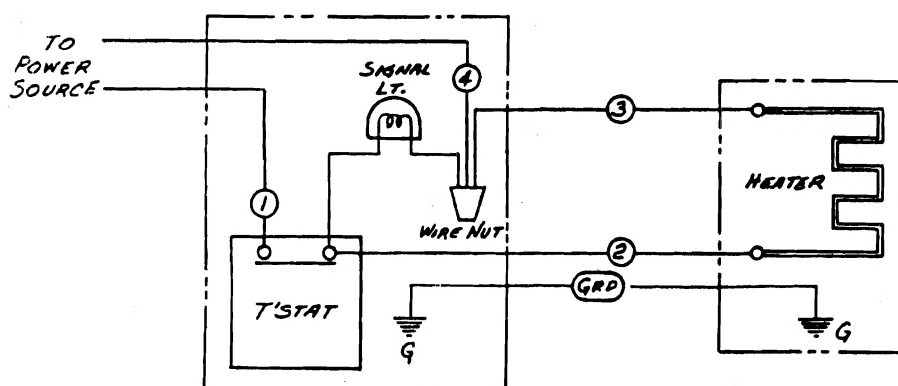 TO
POWER
SOURCE
SIGNAL
LT.
4
3
1
WIRE NUT
HEATER
2
T'STAT
GRD
G
G